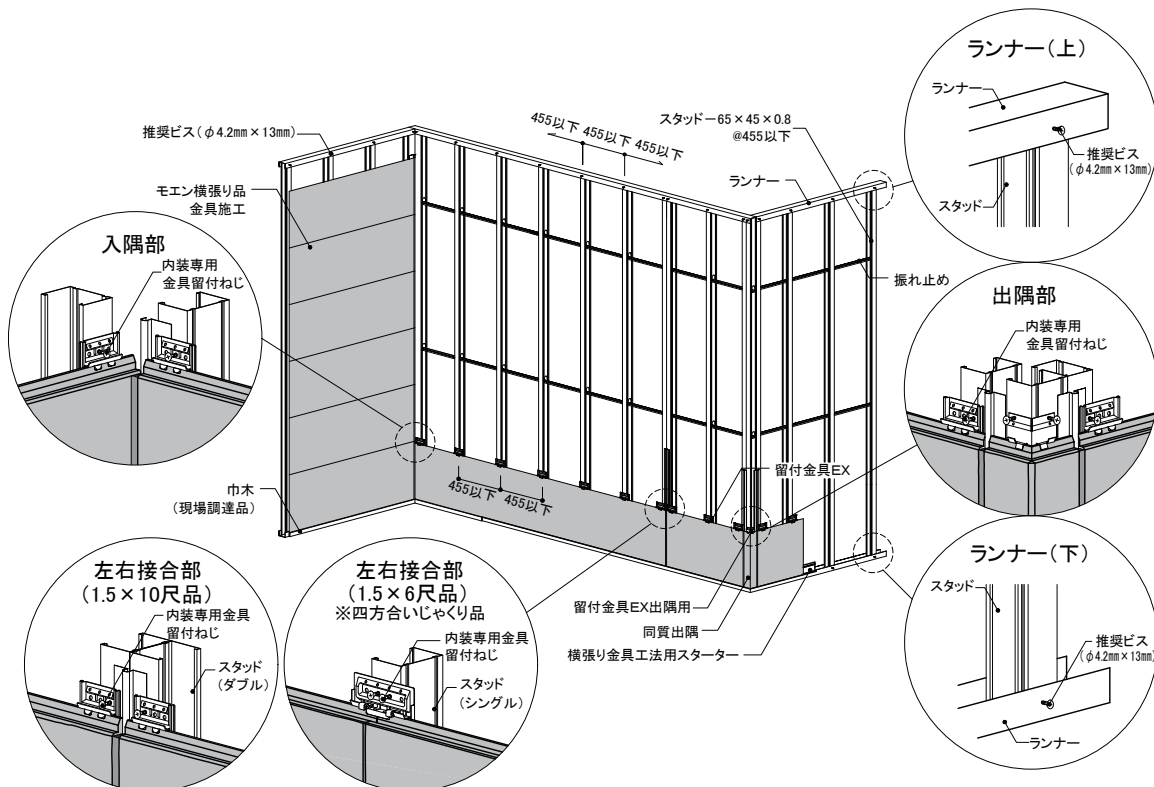 ランナー(上)
ランナー
推奨ビス
(φ4.2mm×13mm)
スタッド
推奨ビス(φ4.2mm×13mm)
455以下
455以下
455以下
スタッド－65×45×0.8
@455以下
ランナー
モエン横張り品
金具施工
入隅部
内装専用
金具留付ねじ
振れ止め
出隅部
内装専用
金具留付ねじ
留付金具EX
455以下
455以下
巾木
(現場調達品)
左右接合部
(1.5×10尺品)
内装専用金具
留付ねじ
スタッド
(ダブル)
左右接合部
(1.5×6尺品)
※四方合いじゃくり品
内装専用金具
留付ねじ
スタッド
(シングル)
留付金具EX出隅用
同質出隅
横張り金具工法用スターター
ランナー(下)
スタッド
推奨ビス
(φ4.2mm×13mm)
ランナー